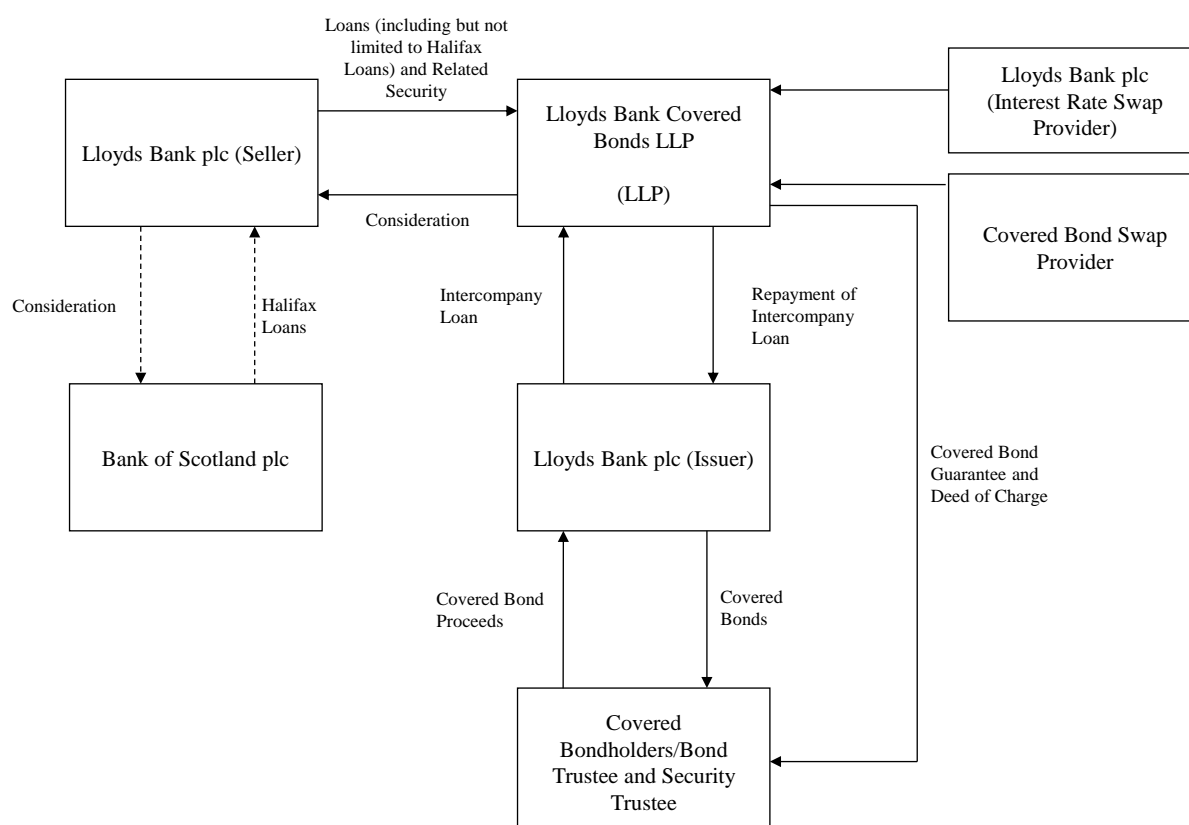 Loans (including but not
limited to Halifax
Loans) and Related
Security
Lloyds Bank plc (Seller)
Lloyds Bank Covered
Bonds LLP
(LLP)
Lloyds Bank plc
(Interest Rate Swap
Provider)
Consideration
Covered Bond Swap
Provider
Consideration
Halifax
Loans
Intercompany
Loan
Repayment of
Intercompany
Loan
Bank of Scotland plc
Lloyds Bank plc (Issuer)
Covered Bond
Guarantee and
Deed of Charge
Covered Bond
Proceeds
Covered
Bonds
Covered
Bondholders/Bond
Trustee and Security
Trustee